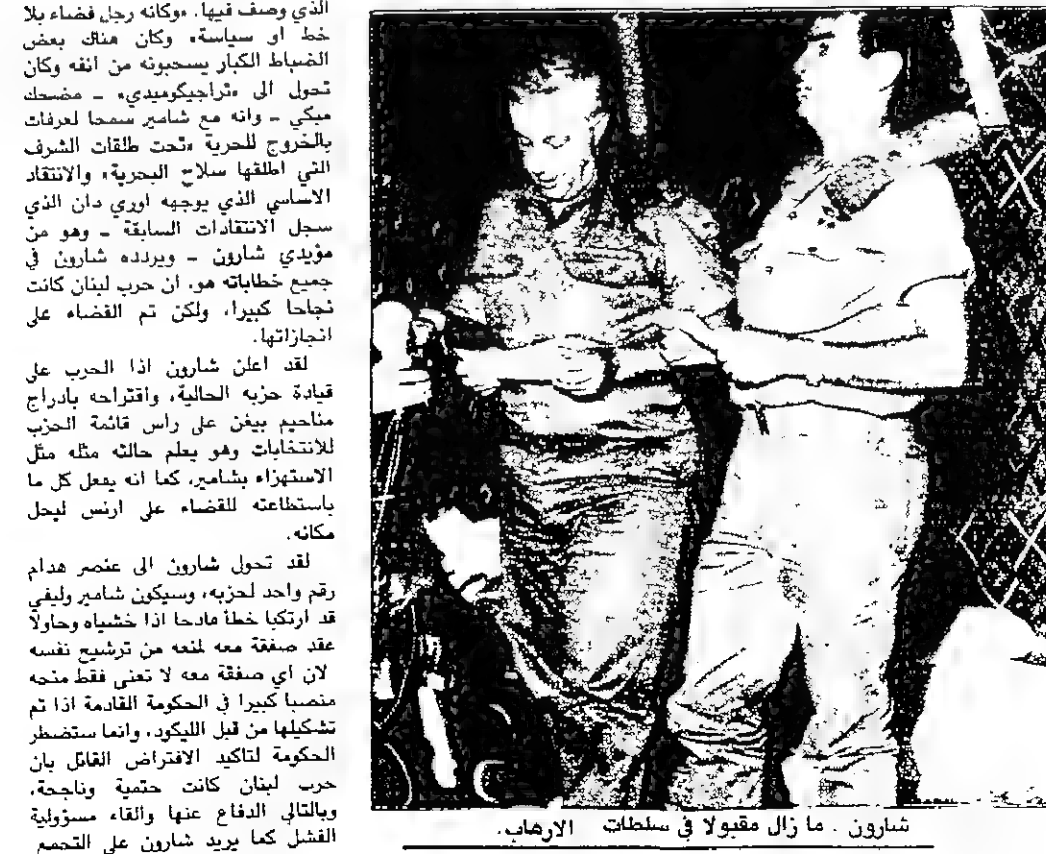 الذي وصف فيها. «وكأنه رجل فضاء بلا
خط او سياسة» وكان هناك بعض
الضباط الكبار يسحبونه من انفه وكان
تحول الى «تراجيكوميدي» ـ مضحك
مبكي ـ وانه مع شامير سمحا لعرفات
بالخروج للحرية «تحت طلقات الشرف
التي اطلقها سلاح البحرية» والانتقاد
الاساسي الذي يوجهه اوري دان الذي
سجل الانتقادات السابقة ـ وهو من
مؤيدي شارون ـ ويردده شارون في
جميع خطاباته هو، ان حرب لبنان كانت
نجاحا كبيرا، ولكن تم القضاء على
انجازاتها.
لقد اعلن شارون اذا الحرب على
قيادة حزبه الحالية، واقتراحه بادراج
مناحيم بيغن على راس قائمة الحزب
للانتخابات وهو يعلم حالته مثله مثل
الاستهزاء بشامير، كما انه يفعل كل ما
باستطاعته للقضاء على ارنس ليحل
مكانه.
لقد تحول شارون الى عنصر هدام
رقم واحد لحزبه، وسيكون شامير وليفي
قد ارتكبا خطأ فادحا اذا خشياه وحاولا
عقد صفقة معه لمنعه من ترشيح نفسه
لان اي صفقة معه لا تعني فقط منحه
منصبا كبيرا في الحكومة القادمة اذا تم
تشكيلها من قبل الليكود، وانما ستضطر
الحكومة لتاكيد الافتراض القائل بان
حرب لبنان كانت حتمية وناجحة،
وبالتالي الدفاع عنها والقاء مسؤولية
الفشل كما يريد شارون على التجمع
شارون . ما زال مقبولا في سلطات الارهاب.